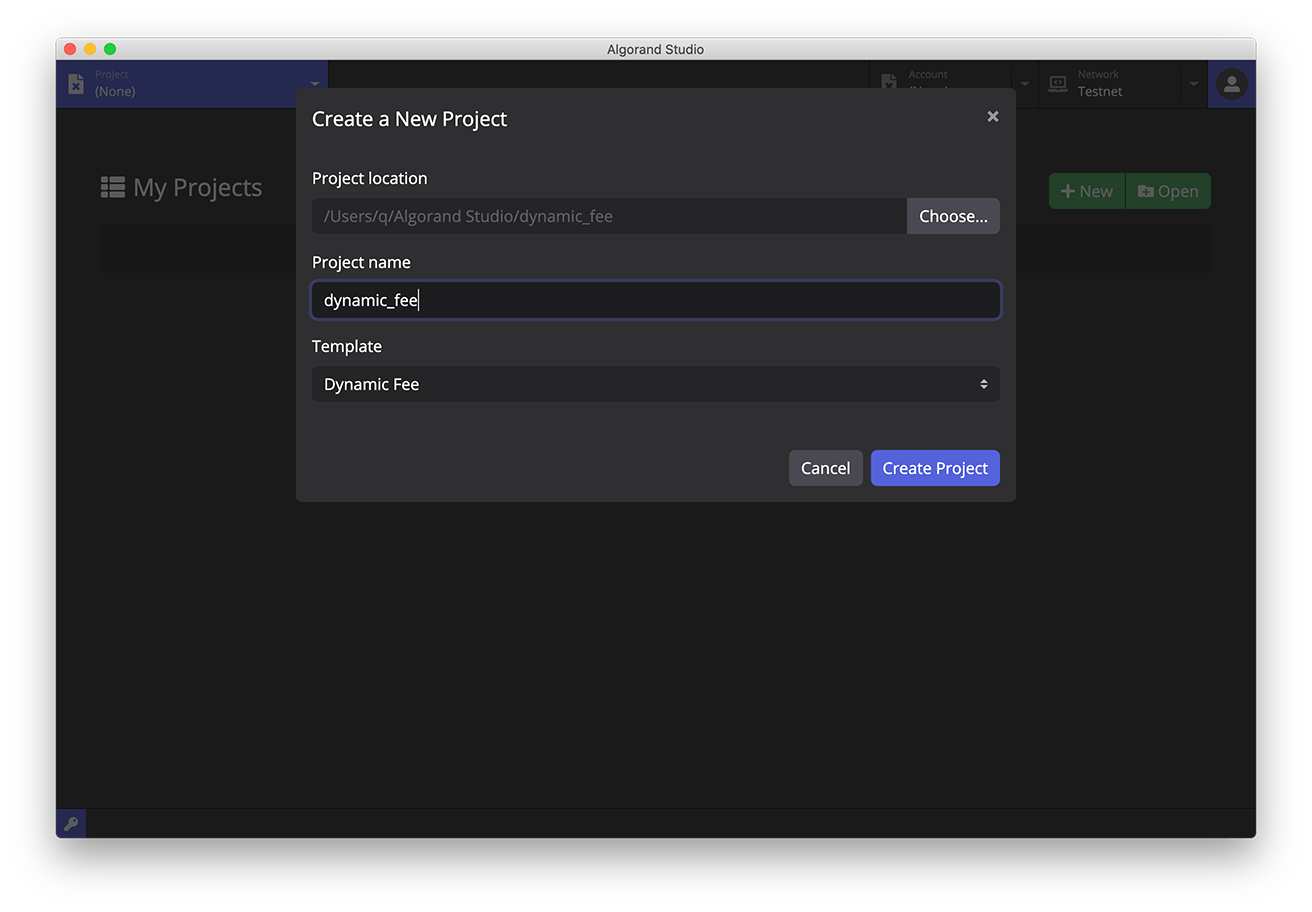 Algorand Studio
Project
(None)
Account
Network
Testnet
Create a New Project
My Projects
New
Open
Project location
/Users/q/Algorand Studio/dynamic_fee
Choose...
Project name
dynamic_fee
Template
Dynamic Fee
Cancel
Create Project